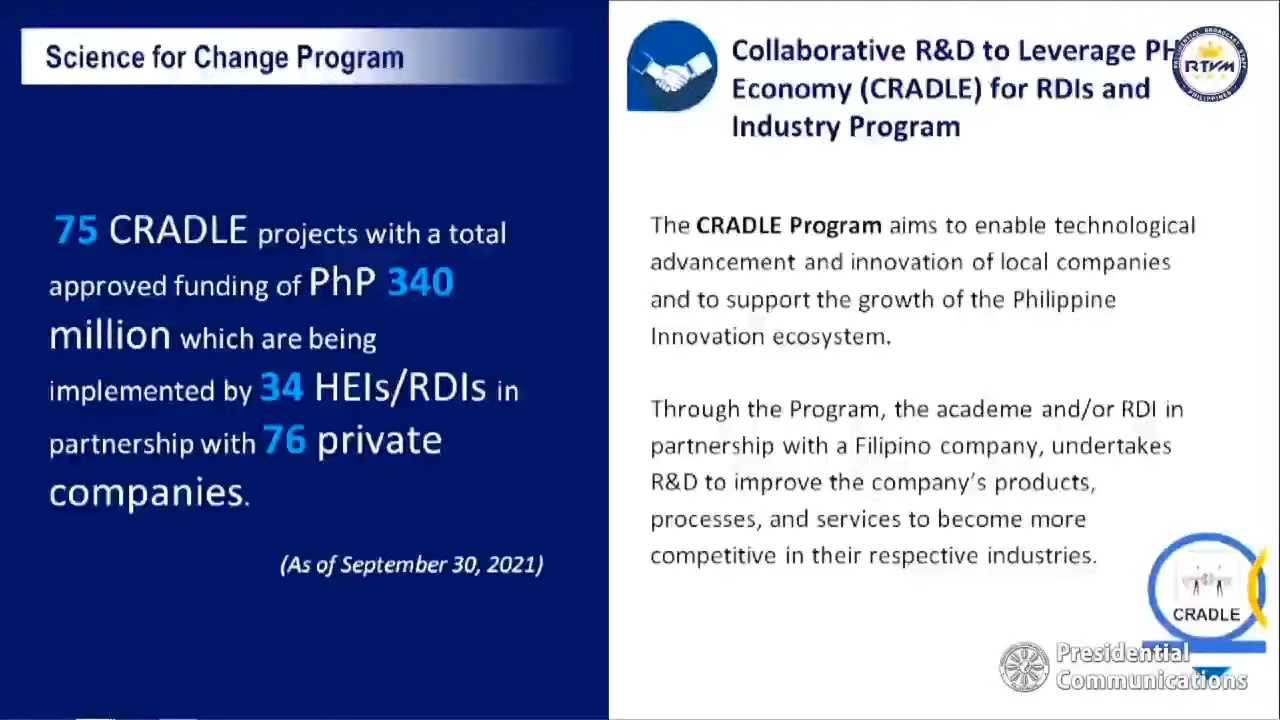 Science for Change Program
75 CRADLE projects with a total
approved funding of PhP 340
million which are being
implemented by 34 HEIs/RDIs in
partnership with 76 private
companies.
(As of September 30, 2021)
Collaborative R&D to Leverage PH
Economy (CRADLE) for RDIs and
Industry Program
RTVM
PHILIPPINES
The CRADLE Program aims to enable technological
advancement and innovation of local companies
and to support the growth of the Philippine
Innovation ecosystem.
Through the Program, the academe and/or RDI in
partnership with a Filipino company, undertakes
R&D to improve the company's products,
processes, and services to become more
competitive in their respective industries.
CRADLE
Presidential
Communications